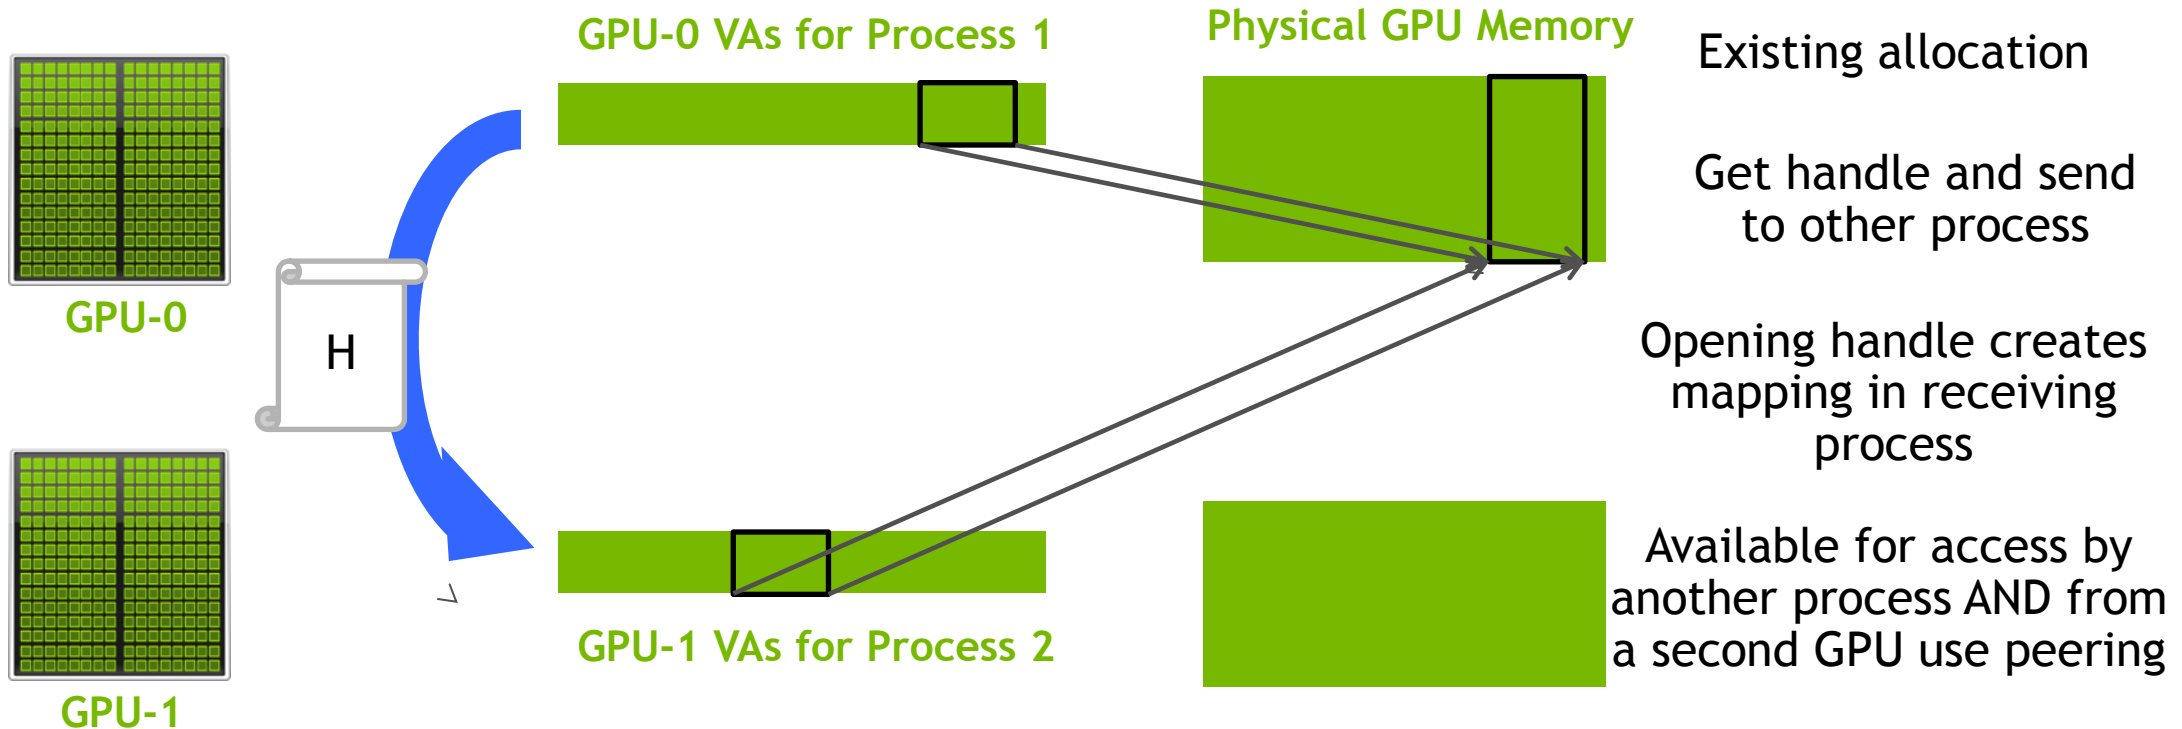 GPU-0 VAs for Process 1
Physical GPU Memory
Existing allocation
Get handle and send
to other process
GPU-0
H
Opening handle creates
mapping in receiving
process
Available for access by
another process AND from
a second GPU use peering
GPU-1 VAs for Process 2
GPU-1